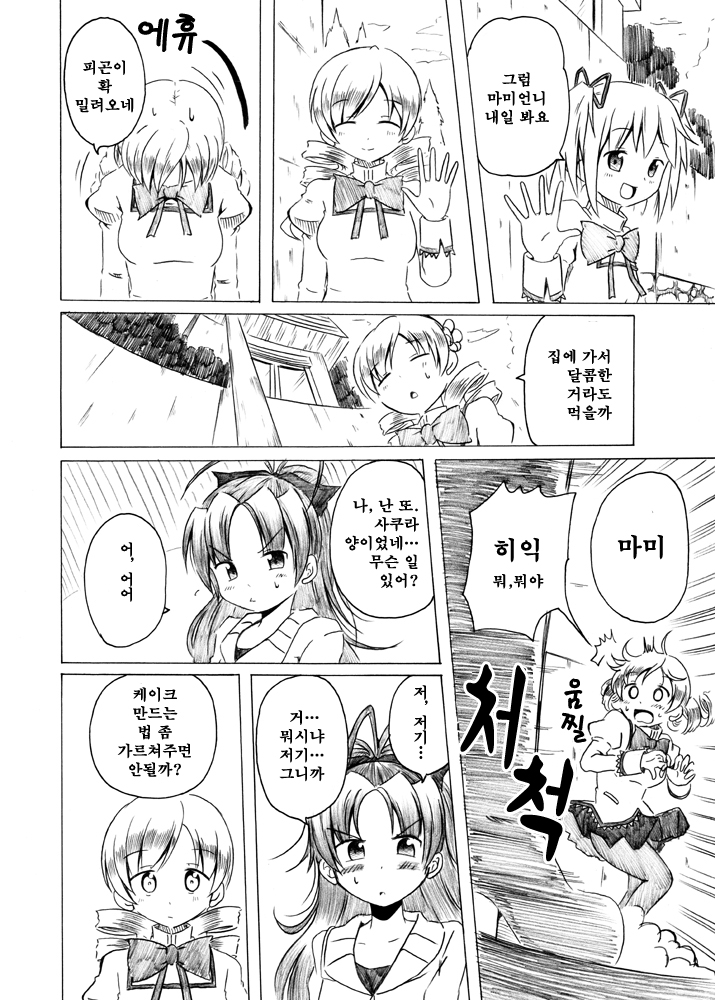 그럼
마미언니
내일 봐요
에휴
피곤이
확
밀려오네
집에 가서
달콤한
거라도
먹을까
마미
히익
뭐,뭐야
움찔
처
척
나, 난 또.
사쿠라
양이었네…
무슨 일
있어?
어,
어어
저, 저기…
거…
뭐시냐
저기…
그니까
케이크
만드는
법 좀
가르쳐주면
안될까?